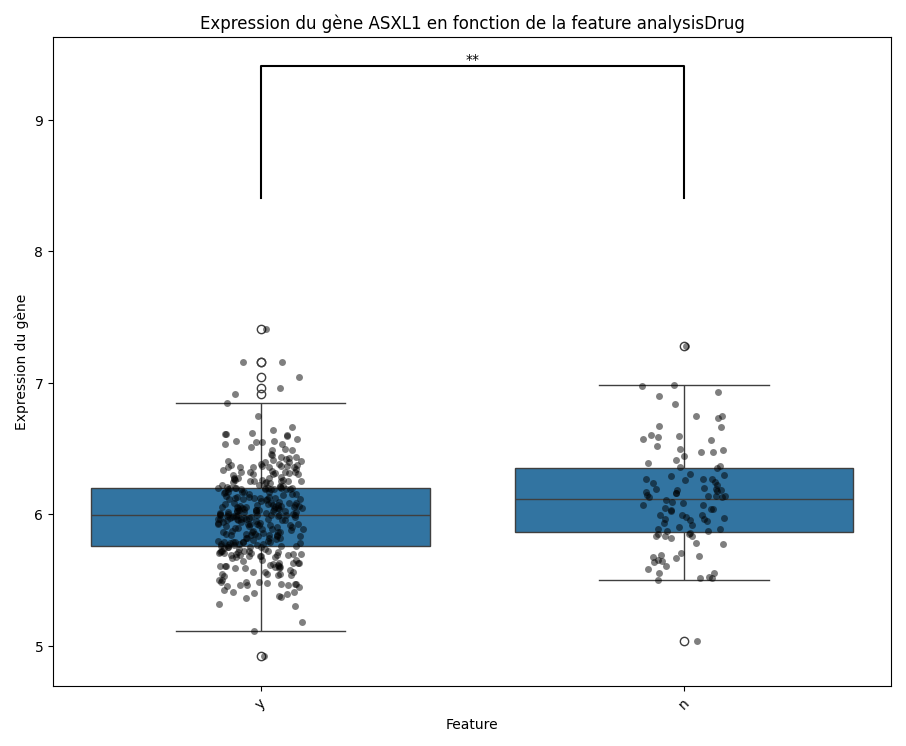 Expression du gène ASXL1 en fonction de la feature analysisDrug
**
9
8
7
6
5
Expression du gène
y
n
Feature